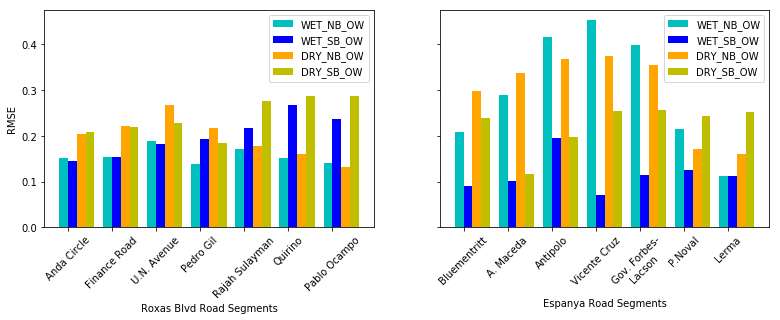 WET_NB_OW
WET_SB_OW
DRY_NB_OW
DRY_SB_OW
RMSE
0.4
0.3
0.2
0.1
0.0
Anda Circle
Finance Road
U.N. Avenue
Pedro Gil
Rajah Sulayman
Quirino
Pablo Ocampo
Roxas Blvd Road Segments
WET_NB_OW
WET_SB_OW
DRY_NB_OW
DRY_SB_OW
Bluementritt
A. Maceda
Antipolo
Vicente Cruz
Gov. Forbes-
Lacson
P.Noval
Lerma
Espanya Road Segments